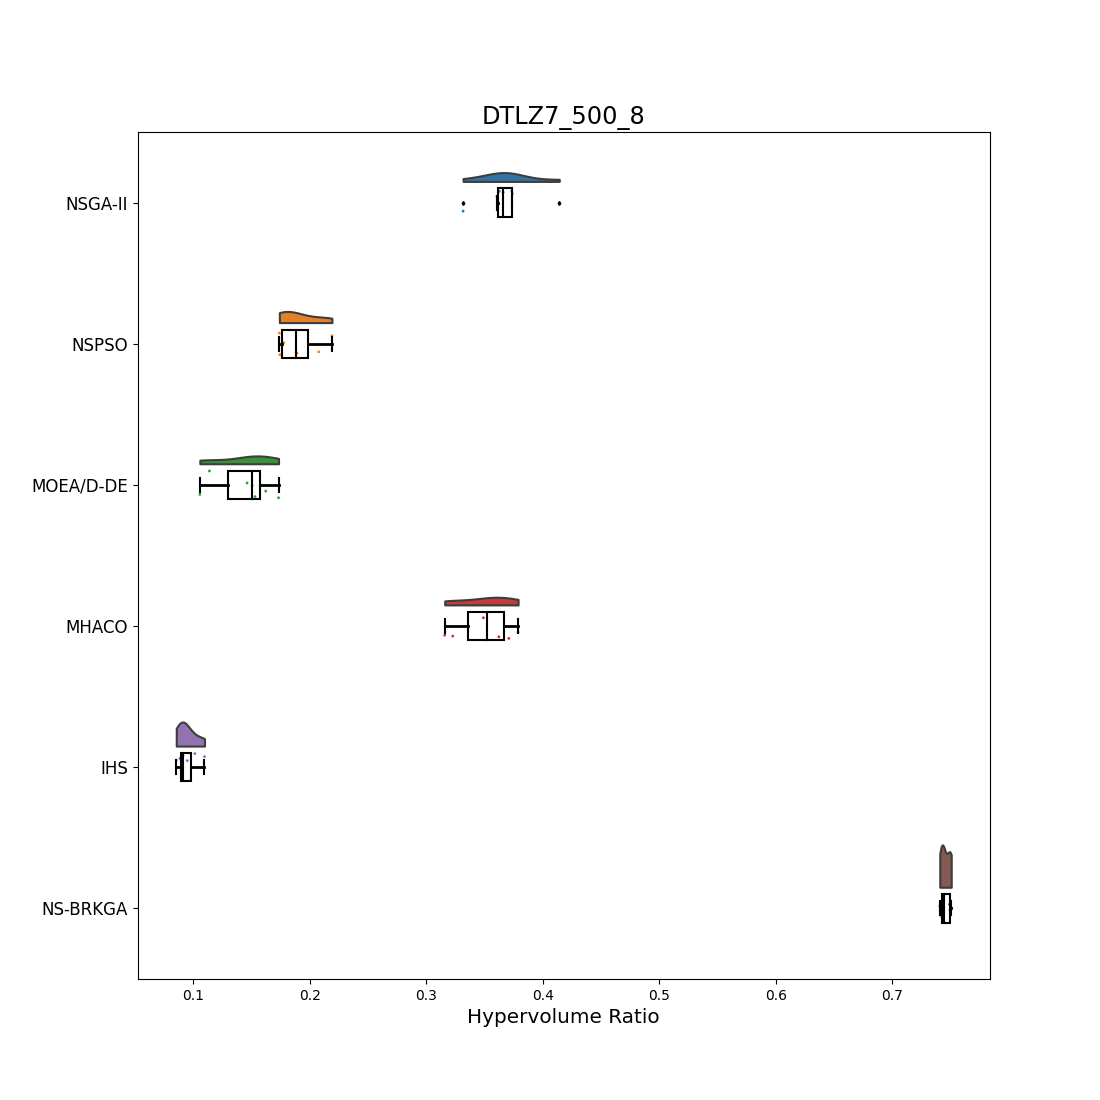 DTLZ7_500_8
NSGA-II
NSPSO
MOEA/D-DE
MHACO
IHS
NS-BRKGA
0.1 0.2 0.3 0.4 0.5 0.6 0.7
Hypervolume Ratio